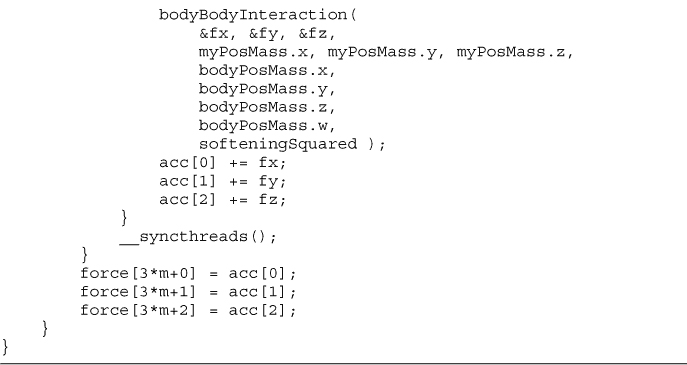 bodyBodyInteraction(
&fx, &fy, &fz,
myPosMass.x, myPosMass.y, myPosMass.z,
bodyPosMass.x,
bodyPosMass.y,
bodyPosMass.z,
bodyPosMass.w,
softeningSquared );
acc[0] += fx;
acc[1] += fy;
acc[2] += fz;
}
__syncthreads();
}
force[3*m+0] = acc[0];
force[3*m+1] = acc[1];
force[3*m+2] = acc[2];
}
}